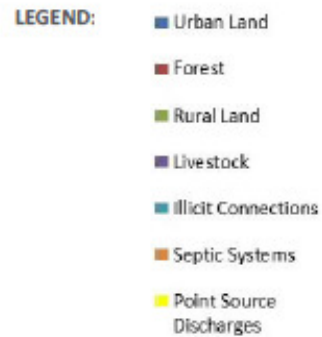 LEGEND:
Urban Land
Forest
Rural Land
Livestock
Illicit Connections
Septic Systems
Point Source
Discharges